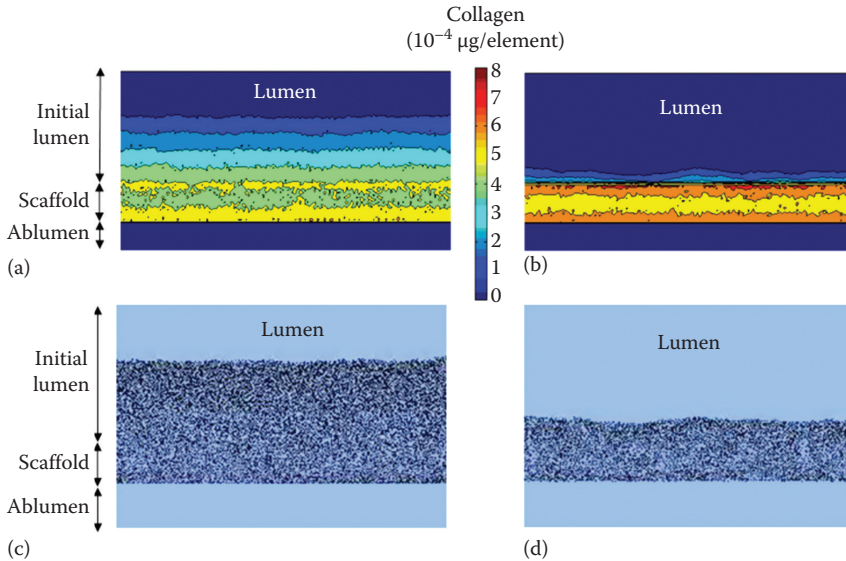 Collagen
(10⁻⁴ μg/element)
8
7
6
5
4
3
2
1
0
Initial
lumen
Scaffold
Ablumen
Lumen
(a)
Lumen
(b)
Initial
lumen
Scaffold
Ablumen
Lumen
(c)
Lumen
(d)